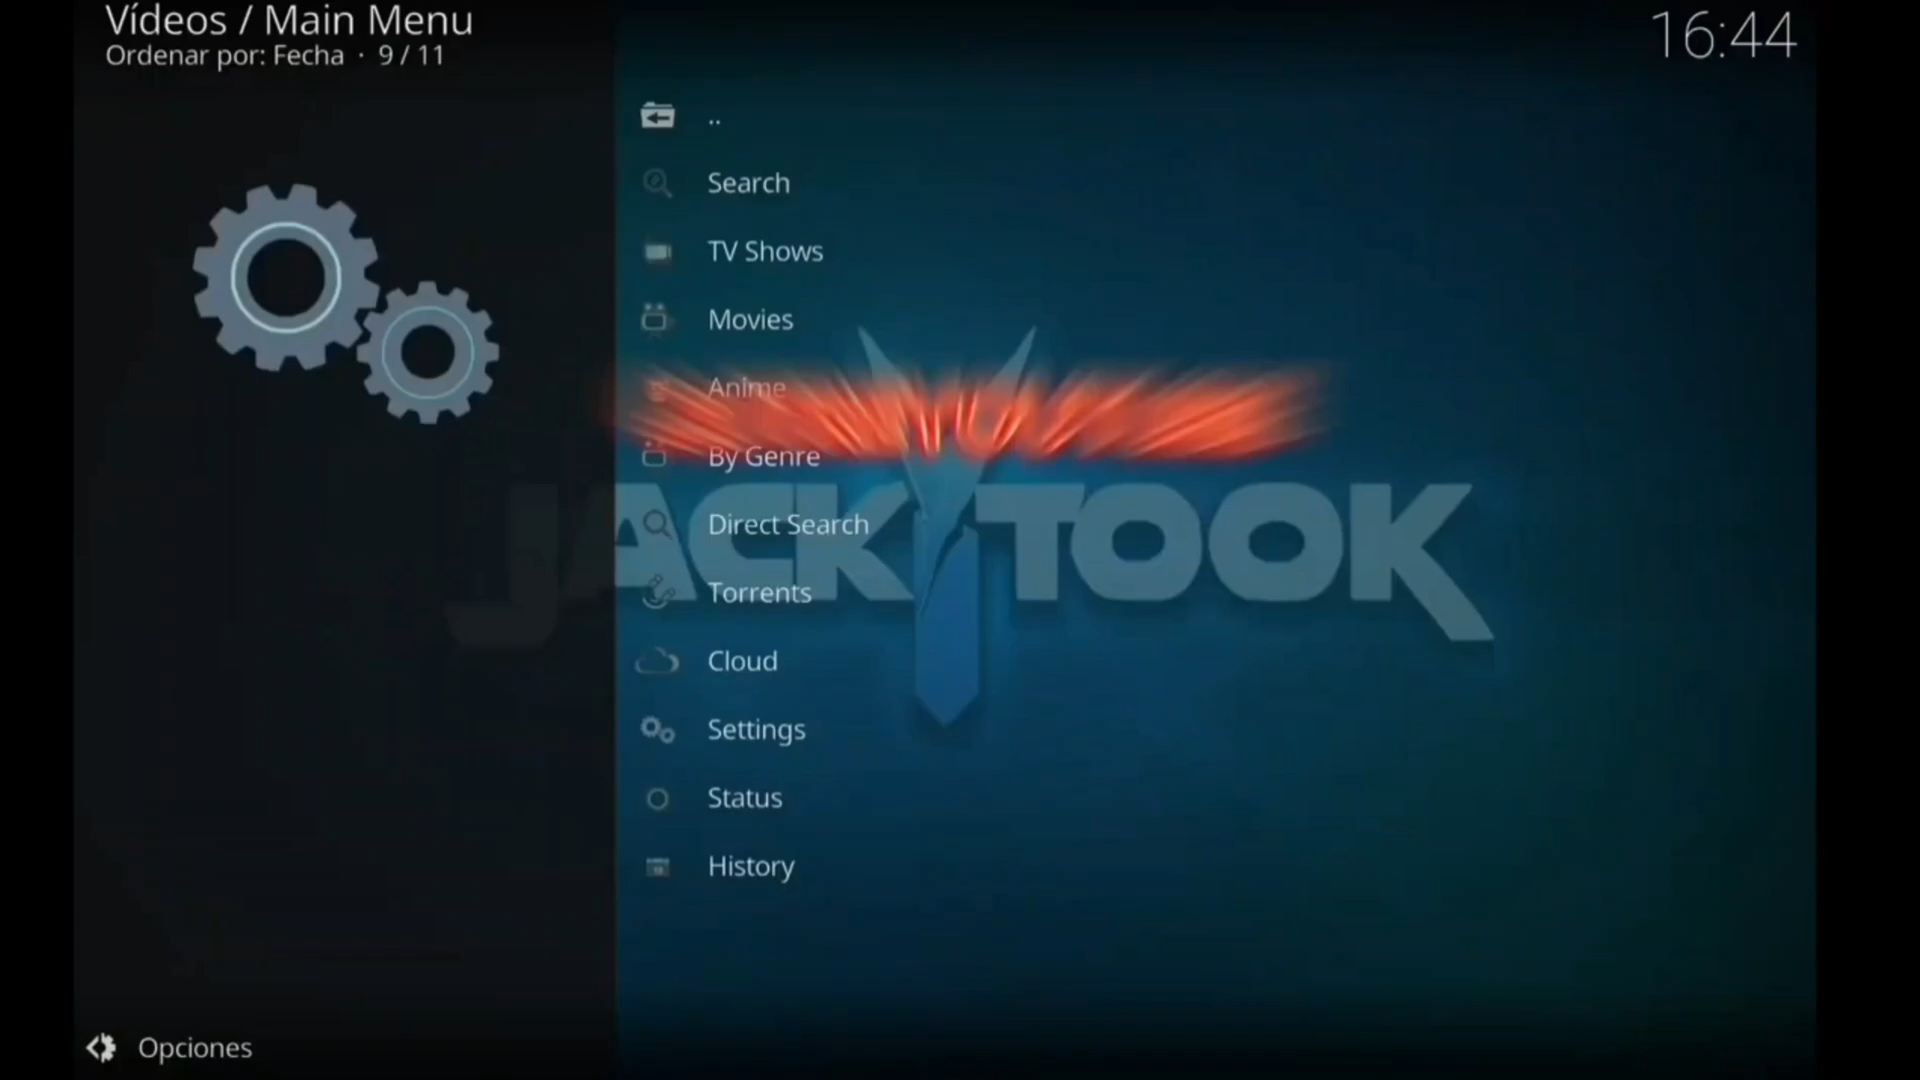 Vídeos / Main Menu
Ordenar por: Fecha · 9 / 11
16:44
..
Search
TV Shows
Movies
Anime
By Genre
Direct Search
JACKTOOK
Torrents
Cloud
Settings
Status
History
Opciones